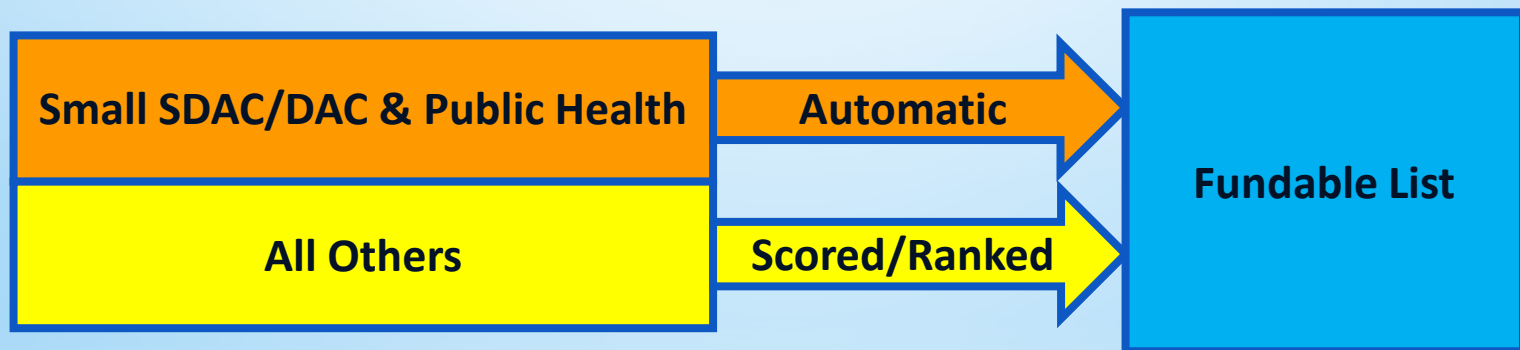 Small SDAC/DAC & Public Health
Automatic
Fundable List
All Others
Scored/Ranked